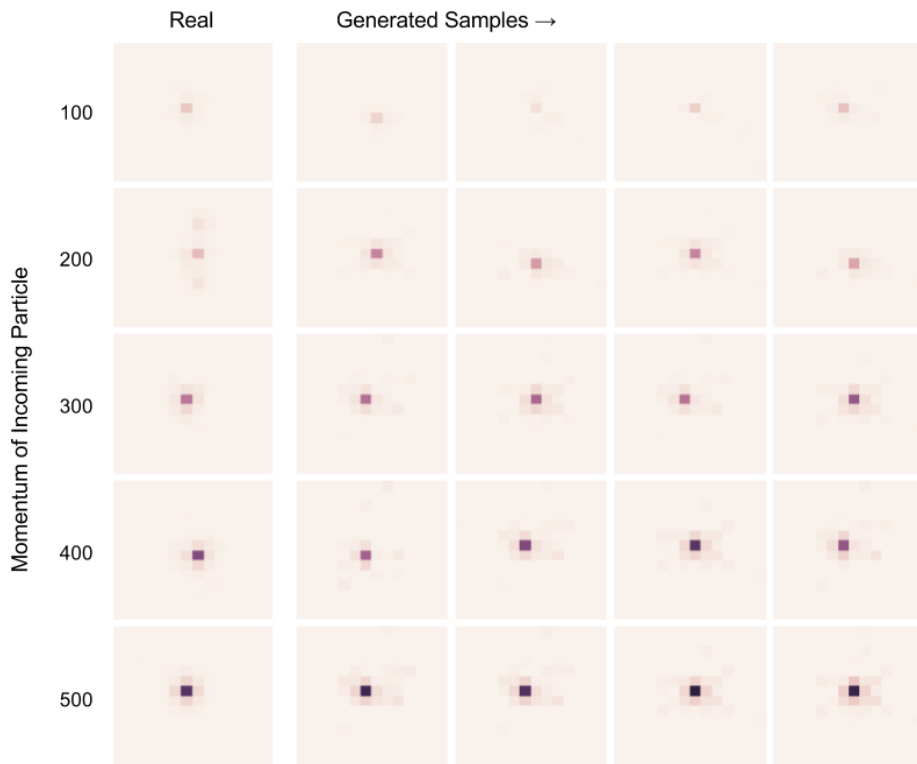 Real
Generated Samples →
Momentum of Incoming Particle
100
200
300
400
500